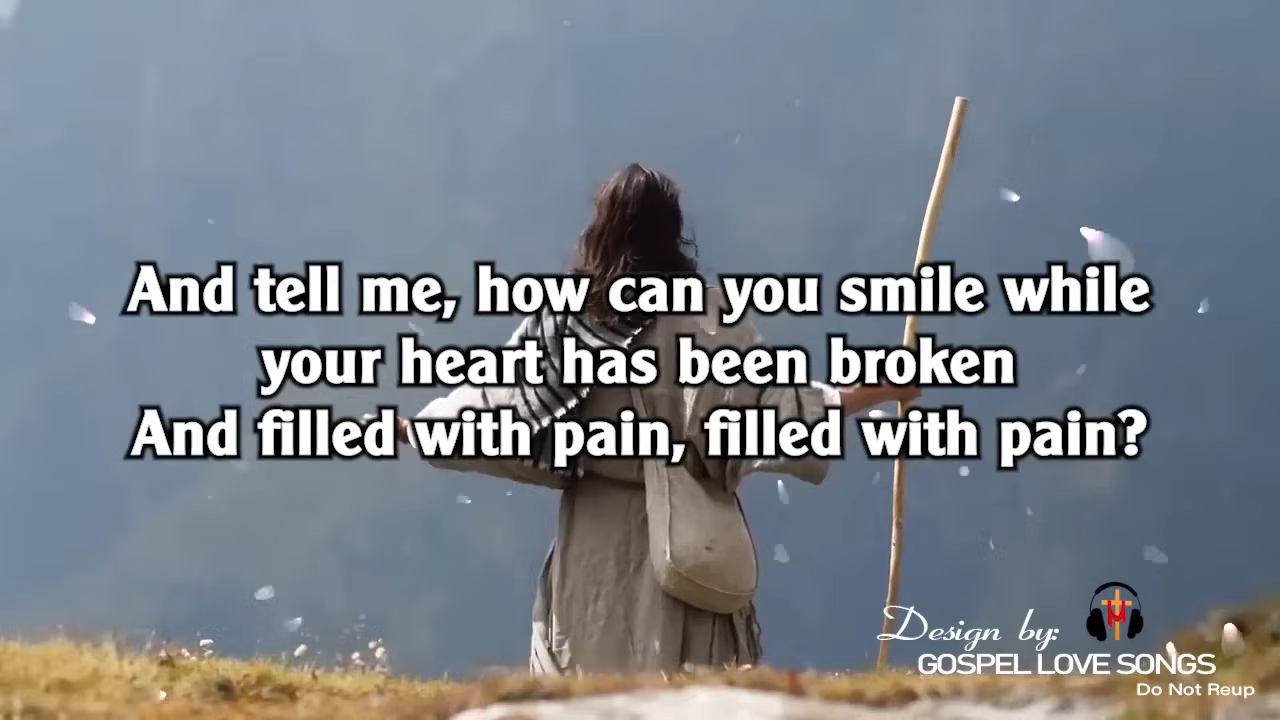 And tell me, how can you smile while
your heart has been broken
And filled with pain, filled with pain?
Design by:
GOSPEL LOVE SONGS
Do Not Reup